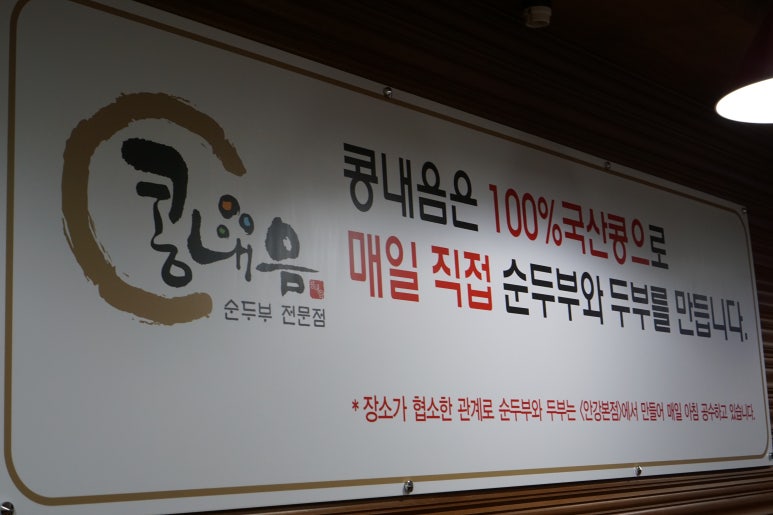 콩내음
순두부 전문점
콩내음은 100%국산콩으로
매일 직접 순두부와 두부를 만듭니다.
*장소가 협소한 관계로 순두부와 두부는 <안강본점>에서 만들어 매일 아침 공수하고 있습니다.